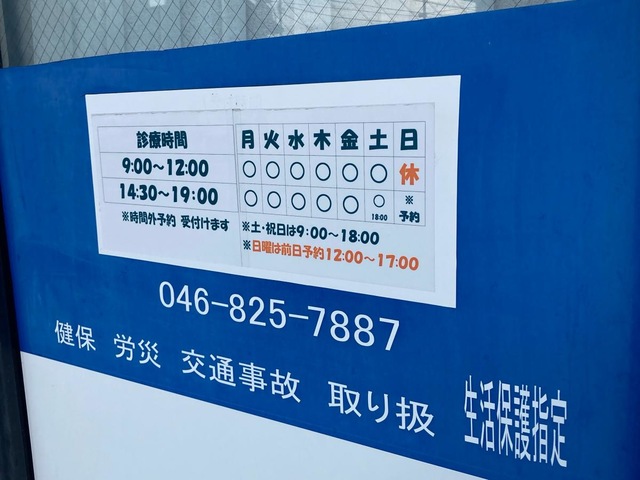 診療時間 月 火 水 木 金 土 日
9:00～12:00 ○ ○ ○ ○ ○ ○ 休
14:30～19:00 ○ ○ ○ ○ ○ ○ 18:00 ※予約
※時間外予約 受付けます
※土・祝日は9:00～18:00
※日曜は前日予約12:00～17:00
046-825-7887
健保 労災 交通事故 取り扱 生活保護指定